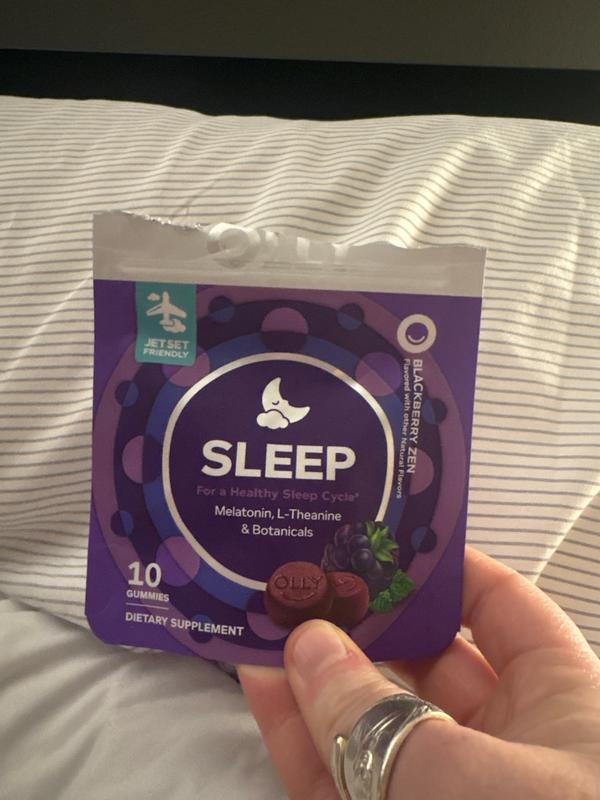 OLLY
JET SET
FRIENDLY
BLACKBERRY ZEN
Flavored with other Natural Flavors
SLEEP
For a Healthy Sleep Cycle*
Melatonin, L-Theanine
& Botanicals
OLLY
10
GUMMIES
DIETARY SUPPLEMENT